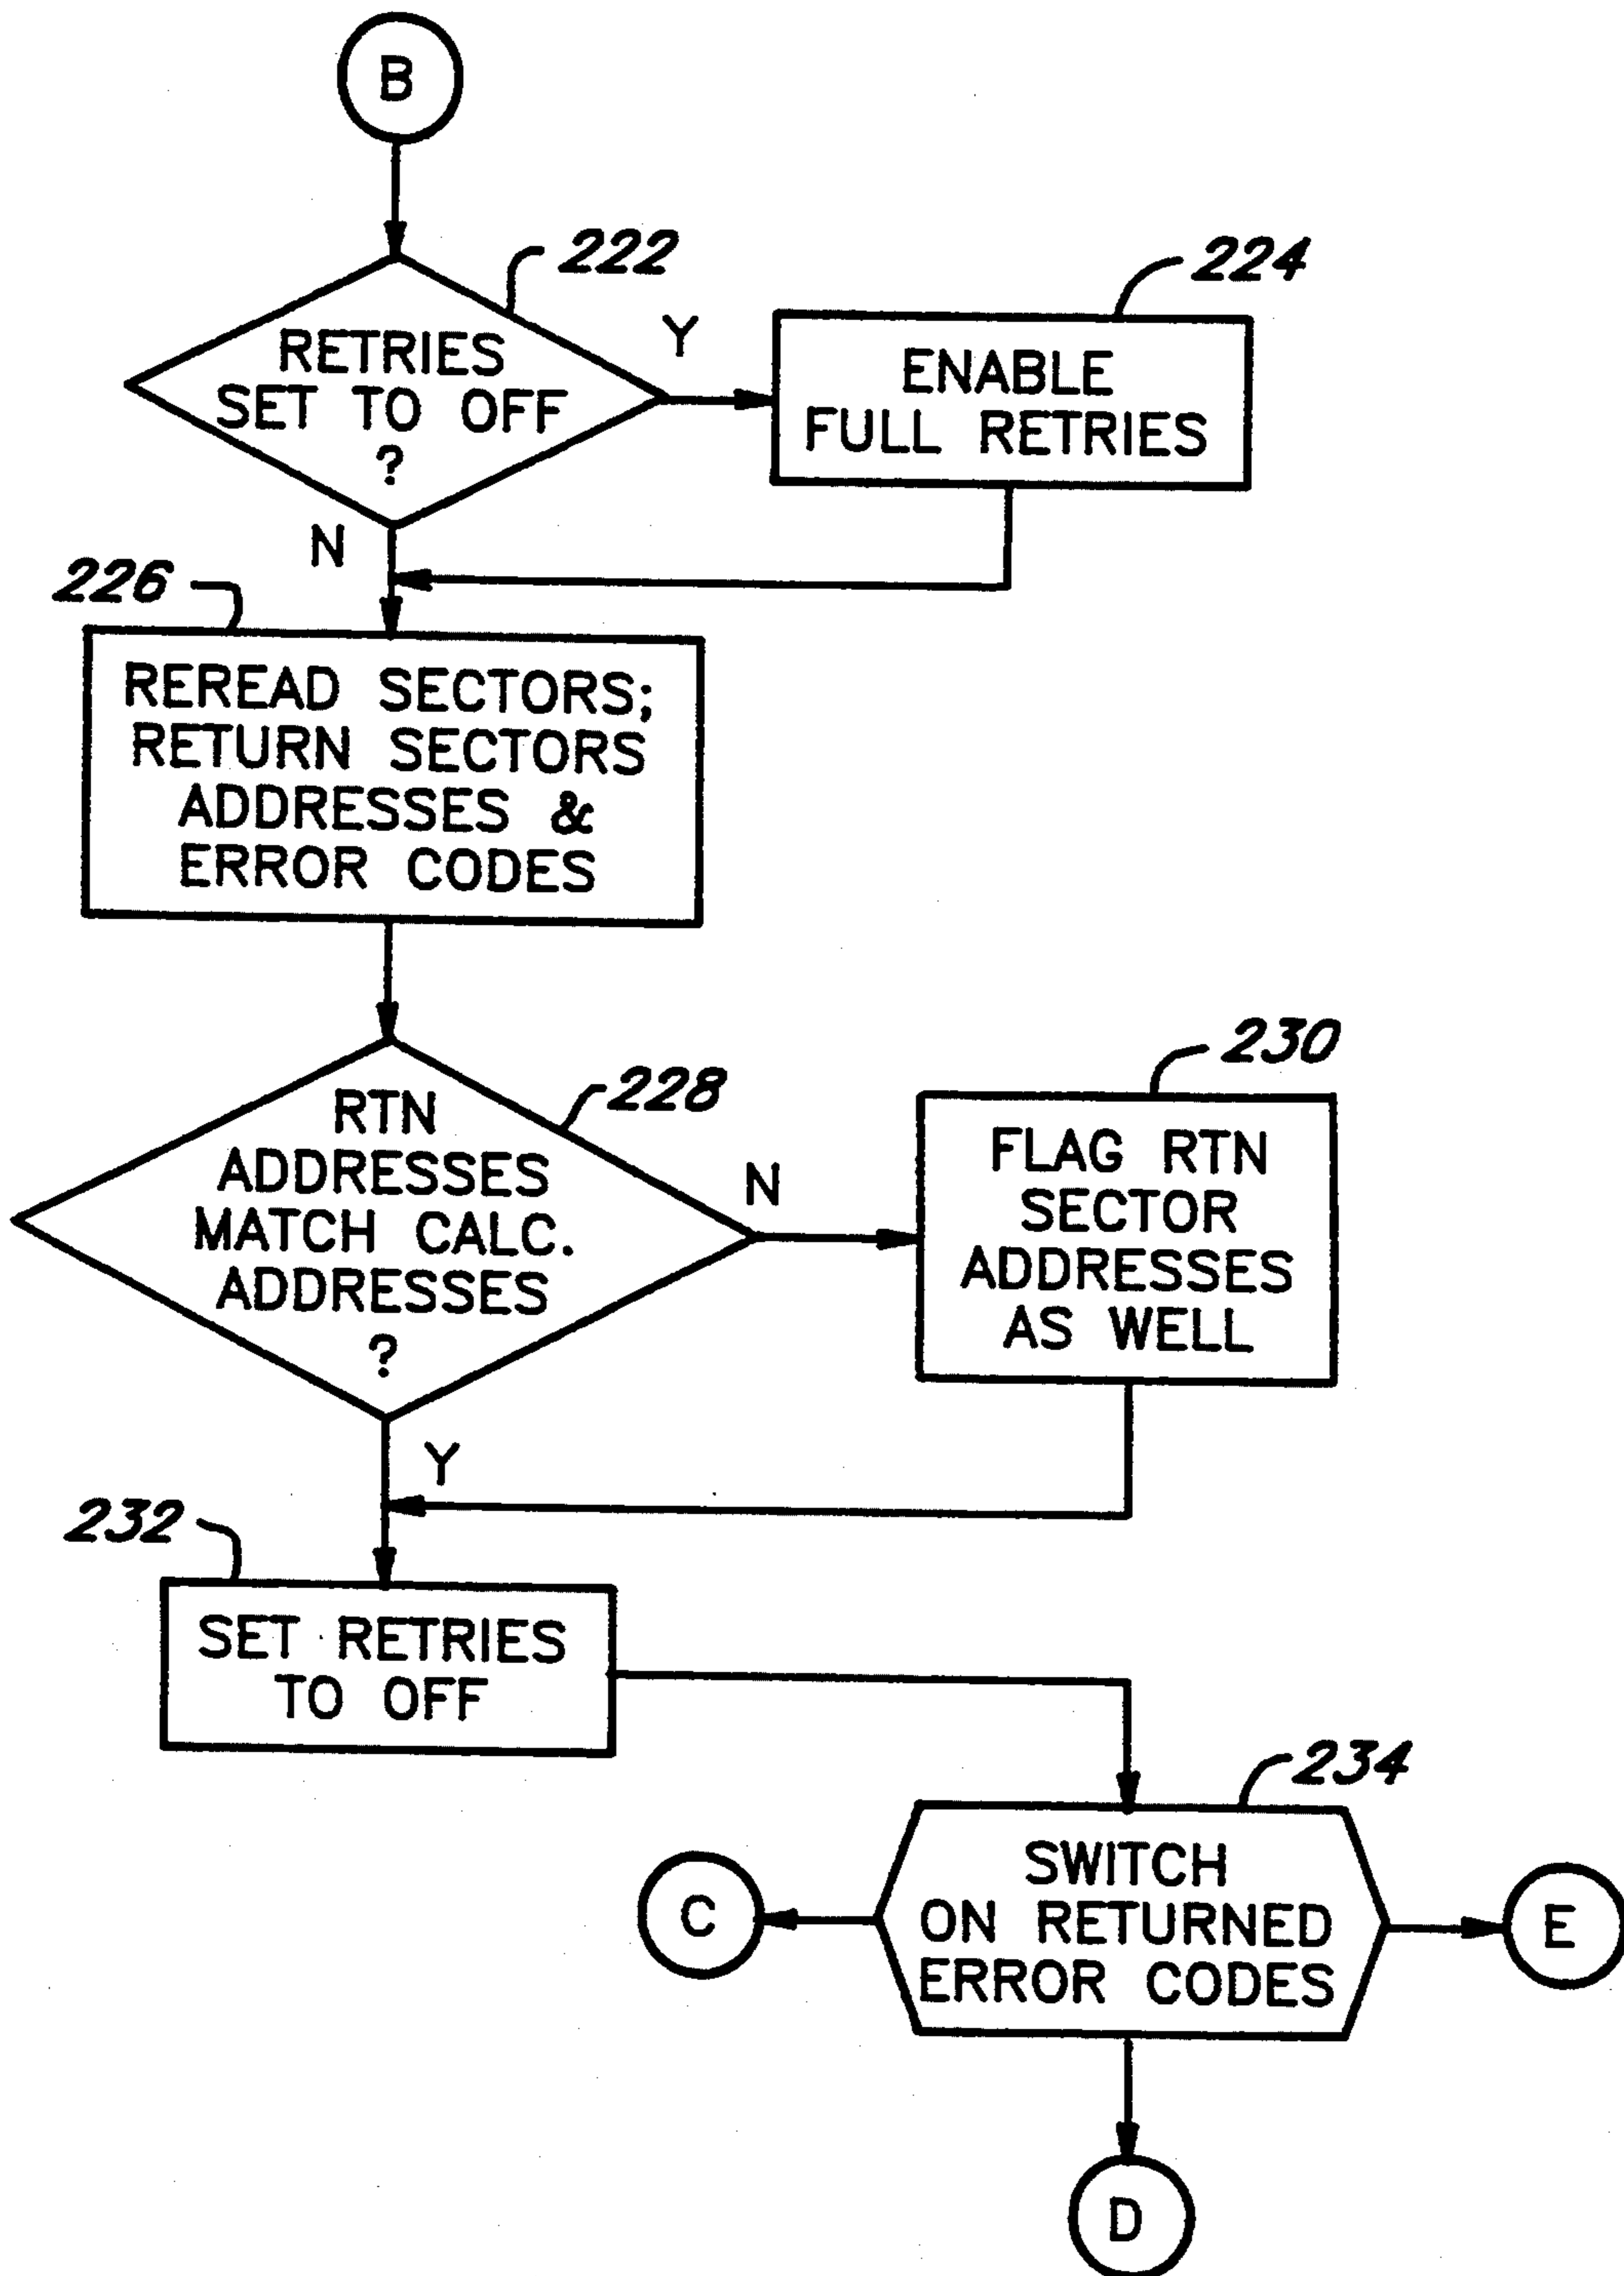 B
222
224
RETRIES
SET TO OFF
?
Y
ENABLE
FULL RETRIES
N
226
REREAD SECTORS;
RETURN SECTORS
ADDRESSES &
ERROR CODES
228
230
RTN
ADDRESSES
MATCH CALC.
ADDRESSES
?
N
FLAG RTN
SECTOR
ADDRESSES
AS WELL
Y
232
SET RETRIES
TO OFF
234
C
SWITCH
ON RETURNED
ERROR CODES
E
D